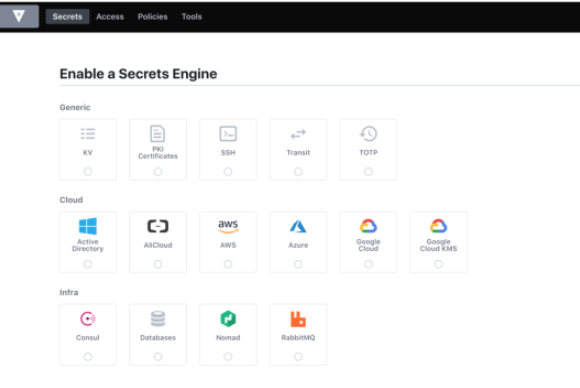 Secrets Access Policies Tools
Enable a Secrets Engine
Generic
KV
PKI
Certificates
SSH
Transit
TOTP
Cloud
Active
Directory
AliCloud
aws
AWS
Azure
Google
Cloud
Google
Cloud KMS
Infra
Consul
Databases
Nomad
RabbitMQ